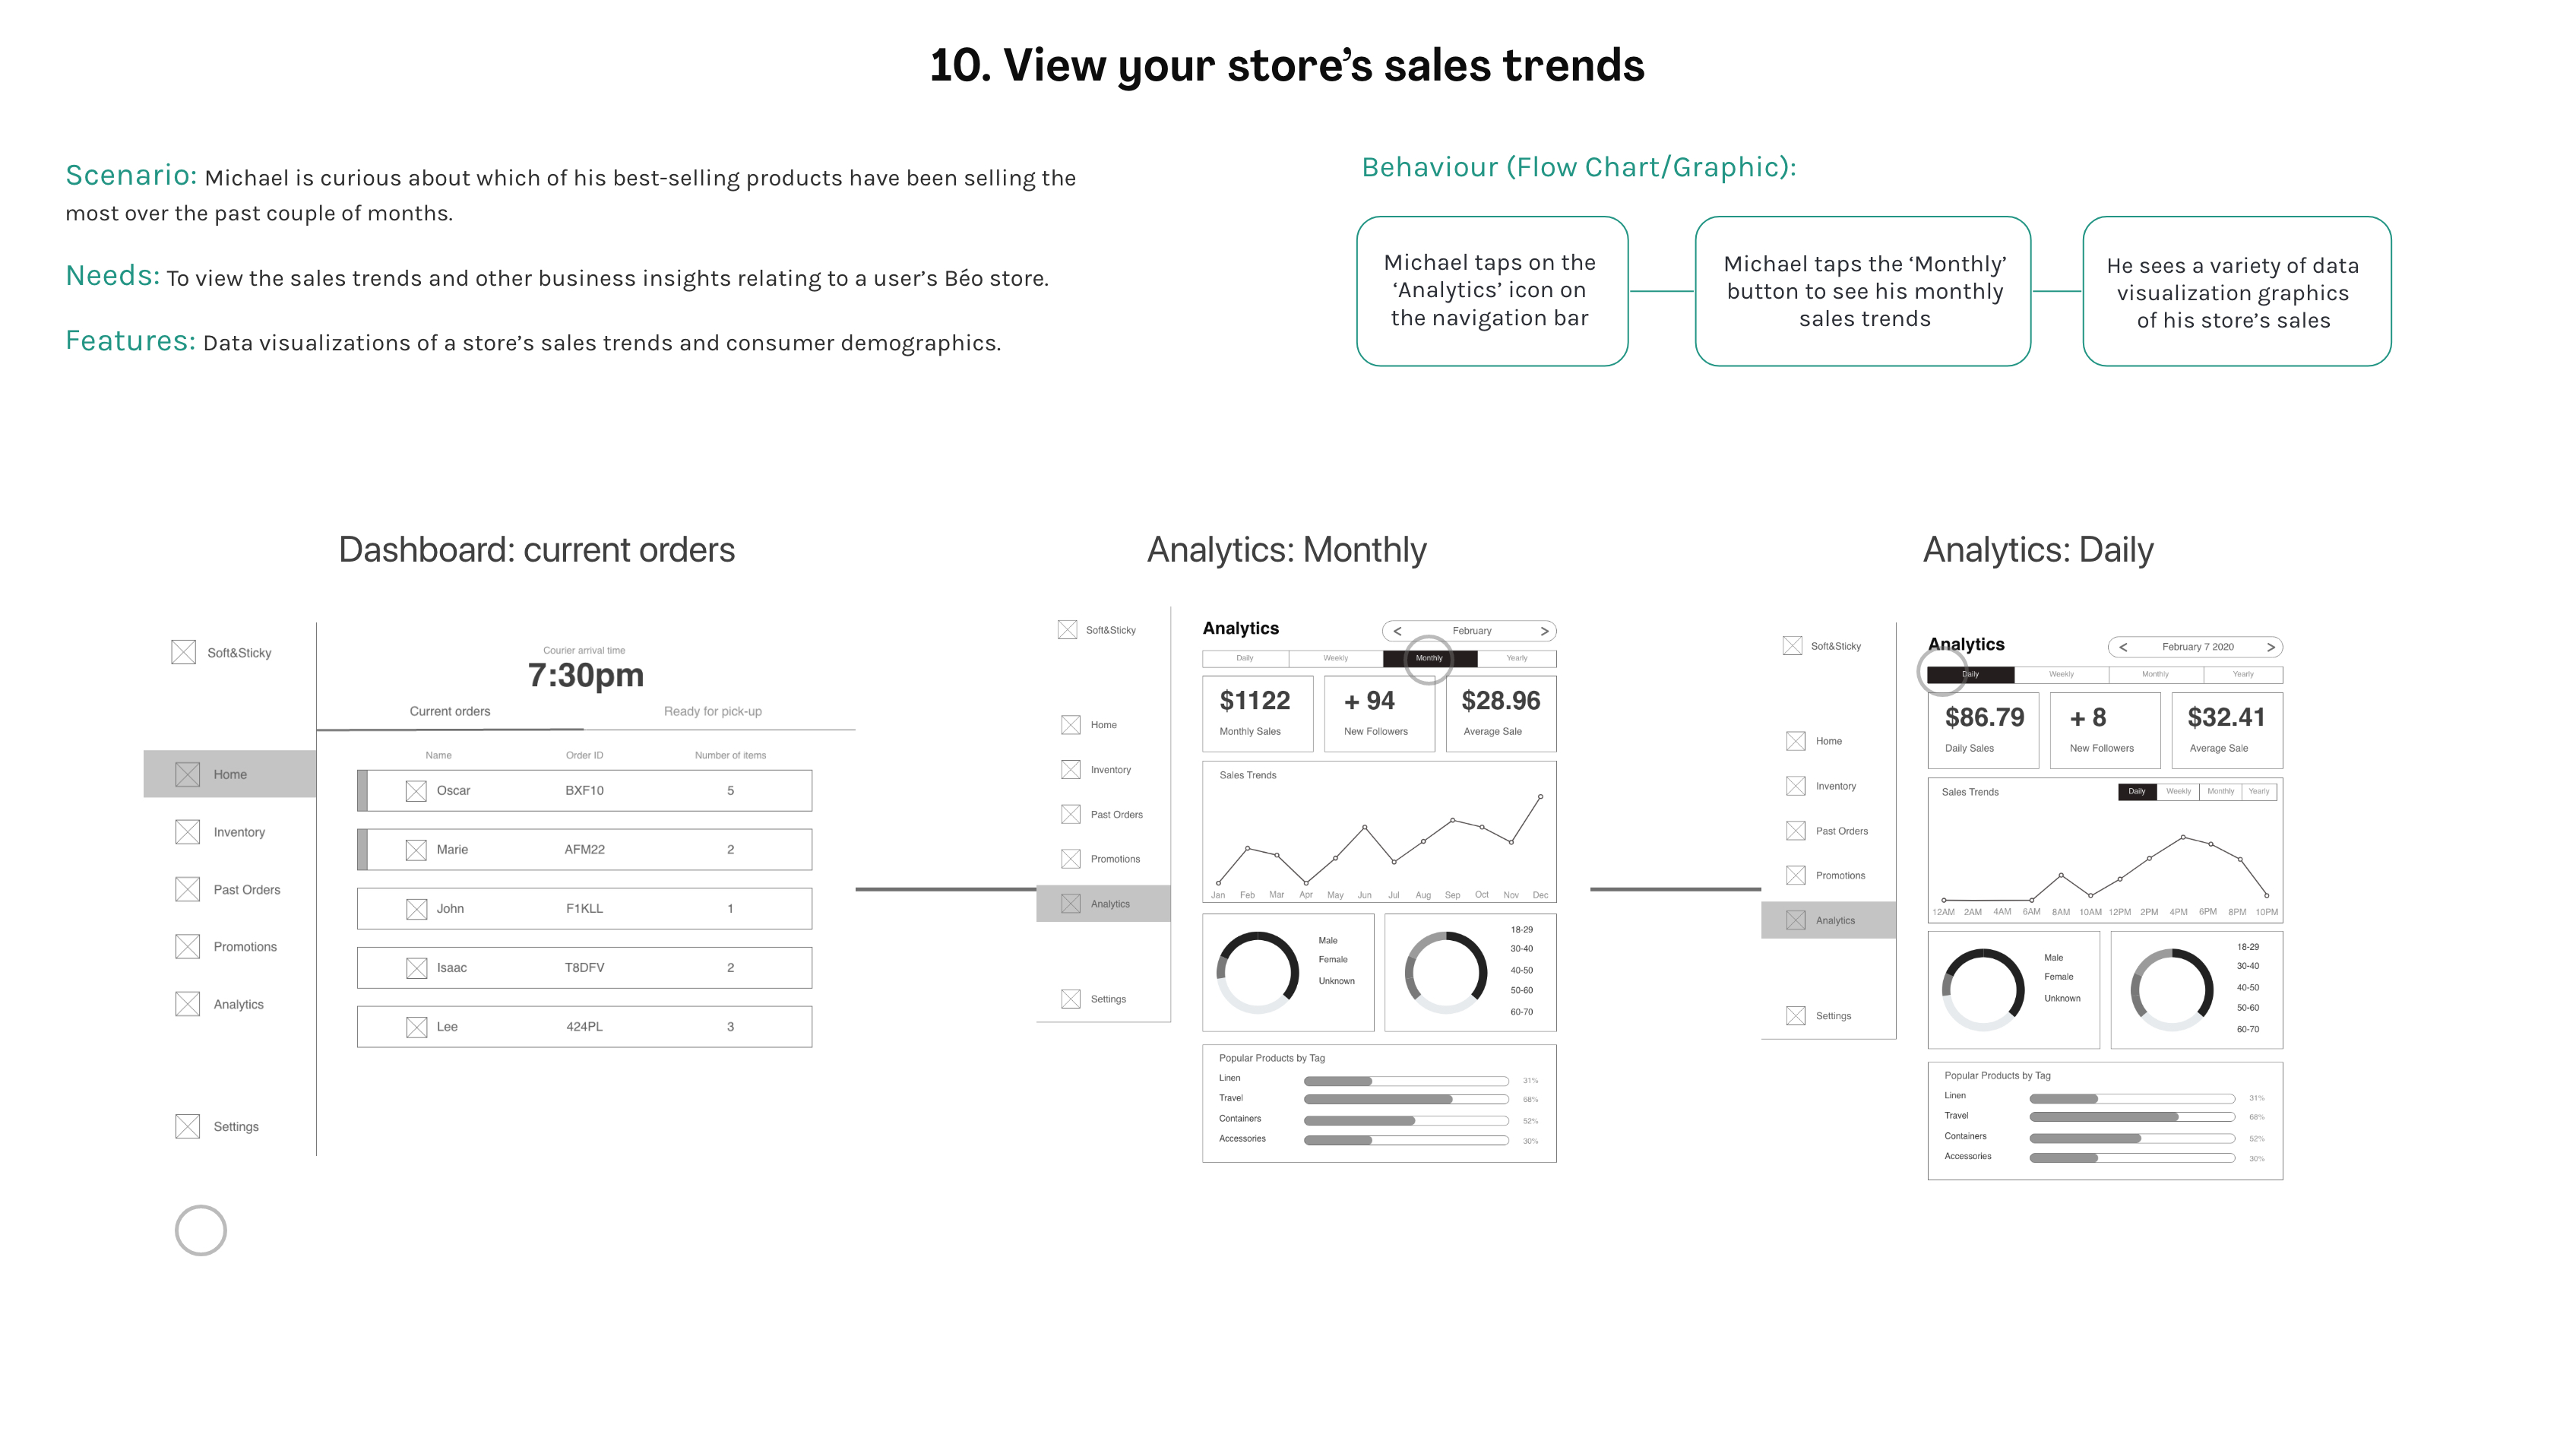 10. View your store’s sales trends
Scenario: Michael is curious about which of his best-selling products have been selling the
most over the past couple of months.
Needs: To view the sales trends and other business insights relating to a user’s Béo store.
Features: Data visualizations of a store’s sales trends and consumer demographics.
Behaviour (Flow Chart/Graphic):
Michael taps on the
‘Analytics’ icon on
the navigation bar
Michael taps the ‘Monthly’
button to see his monthly
sales trends
He sees a variety of data
visualization graphics
of his store’s sales
Dashboard: current orders
Soft&Sticky
Home
Inventory
Past Orders
Promotions
Analytics
Settings
Courier arrival time
7:30pm
Current orders Ready for pick-up
Name Order ID Number of items
Oscar BXF10 5
Marie AFM22 2
John F1KLL 1
Isaac T8DFV 2
Lee 424PL 3
Analytics: Monthly
Soft&Sticky
Home
Inventory
Past Orders
Promotions
Analytics
Settings
Analytics
< February >
Daily Weekly Monthly Yearly
$1122 + 94 $28.96
Monthly Sales New Followers Average Sale
Sales Trends
Jan Feb Mar Apr May Jun Jul Aug Sep Oct Nov Dec
Male
Female
Unknown
18-29
30-40
40-50
50-60
60-70
Popular Products by Tag
Linen 31%
Travel 68%
Containers 52%
Accessories 30%
Analytics: Daily
Soft&Sticky
Home
Inventory
Past Orders
Promotions
Analytics
Settings
Analytics
< February 7 2020 >
Daily Weekly Monthly Yearly
$86.79 + 8 $32.41
Daily Sales New Followers Average Sale
Sales Trends
Daily Weekly Monthly Yearly
12AM 2AM 4AM 6AM 8AM 10AM 12PM 2PM 4PM 6PM 8PM 10PM
Male
Female
Unknown
18-29
30-40
40-50
50-60
60-70
Popular Products by Tag
Linen 31%
Travel 68%
Containers 52%
Accessories 30%